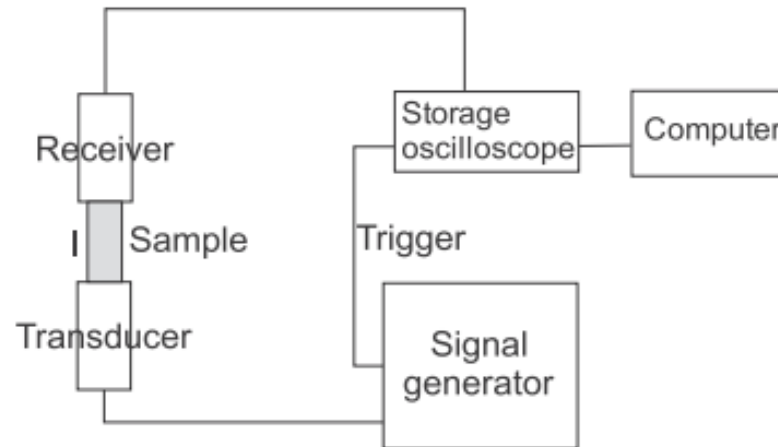 Storage
oscilloscope
Computer
Receiver
l Sample
Trigger
Transducer
Signal
generator